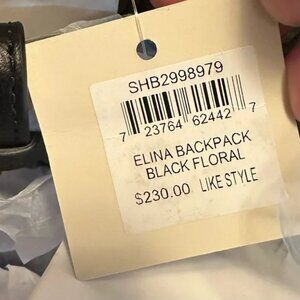 SHB2998979
7 23764 62442 7
ELINA BACKPACK
BLACK FLORAL
$230.00 LIKE STYLE